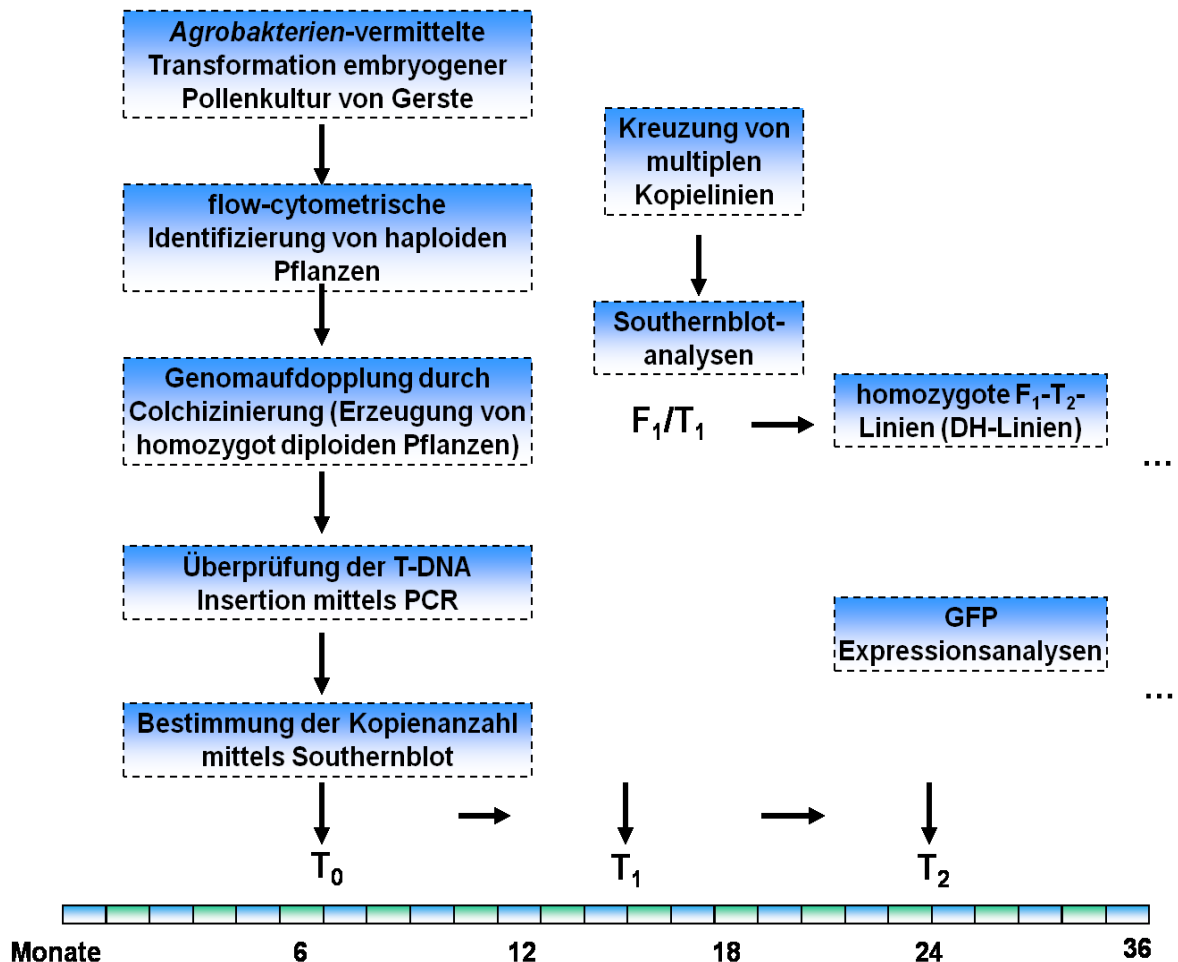 Agrobakterien-vermittelte
Transformation embryogener
Pollenkultur von Gerste
flow-cytometrische
Identifizierung von haploiden
Pflanzen
Genomaufdopplung durch
Colchizinierung (Erzeugung von
homozygot diploiden Pflanzen)
Überprüfung der T-DNA
Insertion mittels PCR
Bestimmung der Kopienanzahl
mittels Southernblot
Kreuzung von
multiplen
Kopielinien
Southernblot-
analysen
F₁/T₁
homozygote F₁-T₂-
Linien (DH-Linien)
...
GFP
Expressionsanalysen
...
T₀
T₁
T₂
Monate
6
12
18
24
36